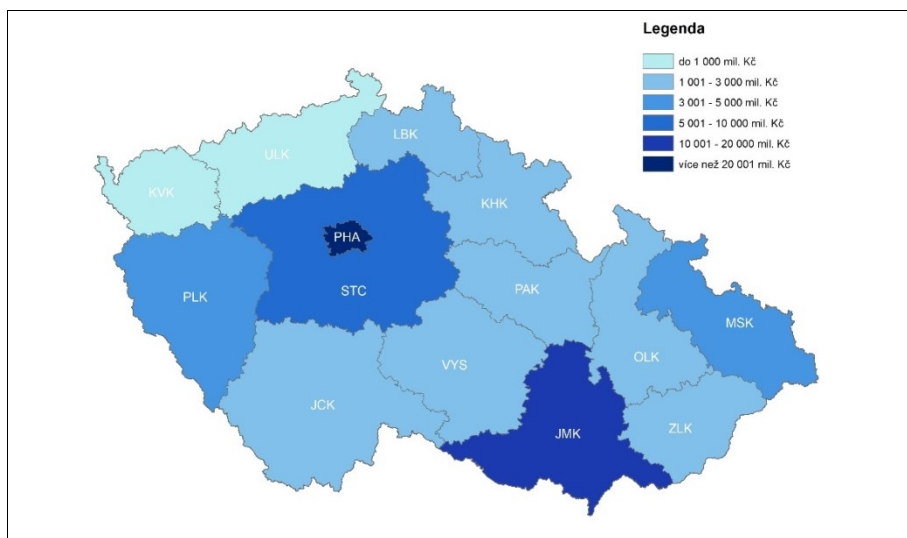 Legenda
do 1 000 mil. Kč
1 001 - 3 000 mil. Kč
3 001 - 5 000 mil. Kč
5 001 - 10 000 mil. Kč
10 001 - 20 000 mil. Kč
více než 20 001 mil. Kč
LBK
ULK
KVK
KHK
PHA
PLK
STC
PAK
MSK
VYS
OLK
JCK
JMK
ZLK